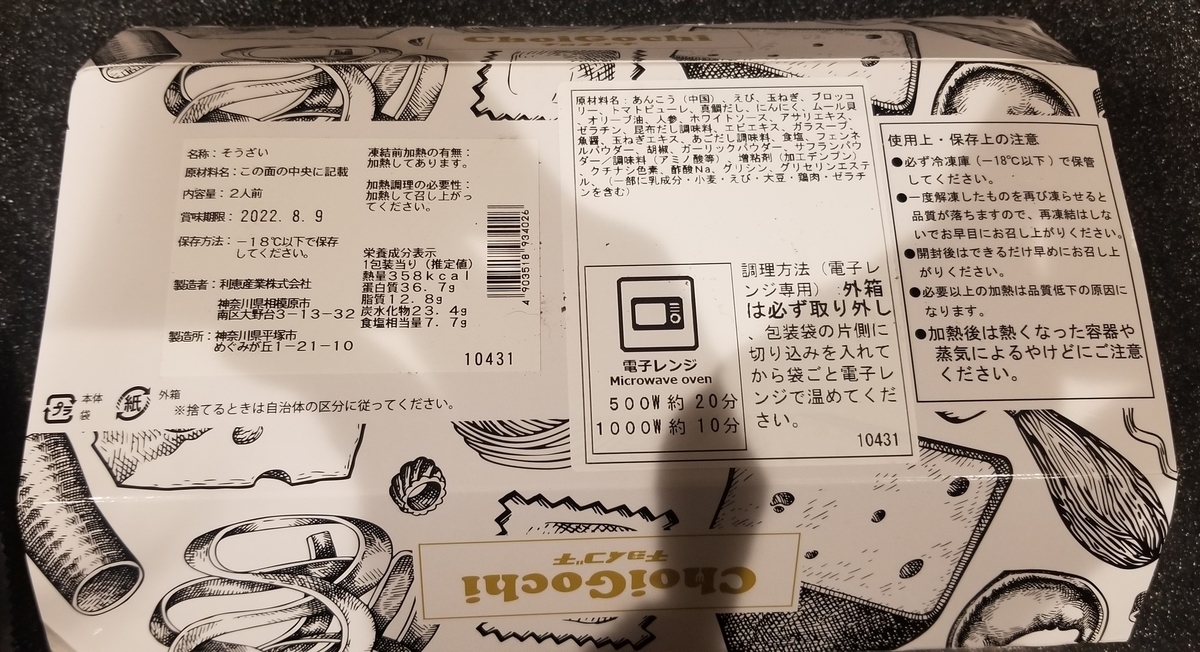 ChoiGochi
名称：そうざい
原材料名：この面の中央に記載
内容量：２人前
賞味期限：2022. 8. 9
保存方法：－18℃以下で保存
してください。
製造者：利恵産業株式会社
神奈川県相模原市
南区大野台３－１３－３２
製造所：神奈川県平塚市
めぐみが丘１－２１－１０
凍結前加熱の有無：
加熱してあります。
加熱調理の必要性：
加熱して召し上がっ
てください。
栄養成分表示
1包装当り（推定値）
熱量３５８ｋｃａｌ
蛋白質３６．７ｇ
脂質１２．８ｇ
炭水化物２３．４ｇ
食塩相当量７．７ｇ
4 903518 934026
10431
プラ
本体
袋
紙
外箱
※捨てるときは自治体の区分に従ってください。
原材料名：あんこう（中国）、えび、玉ねぎ、ブロッコ
リー、トマトピューレ、真鯛だし、にんにく、ムール貝
、オリーブ油、人参、ホワイトソース、アサリエキス、
ゼラチン、昆布だし調味料、エビエキス、ガラスープ、
魚醤、玉ねぎエキス、あごだし調味料、食塩、フェンネ
ルパウダー、胡椒、ガーリックパウダー、サフランパウ
ダー／調味料（アミノ酸等）、増粘剤（加工デンプン）
、クチナシ色素、酢酸Na、グリシン、グリセリンエステ
ル、（一部に乳成分・小麦・えび・大豆・鶏肉・ゼラチ
ンを含む）
電子レンジ
Microwave oven
５００Ｗ 約 ２０分
１０００Ｗ 約 １０分
調理方法（電子レ
ンジ専用）：外箱
は必ず取り外し
、包装袋の片側に
切り込みを入れて
から袋ごと電子レ
ンジで温めてくだ
さい。
10431
使用上・保存上の注意
●必ず冷凍庫（－18℃以下）で保管
してください。
●一度解凍したものを再び凍らせると
品質が落ちますので、再凍結はしな
いでお早目にお召し上りください。
●開封後はできるだけ早めにお召し上
がりください。
●必要以上の加熱は品質低下の原因に
なります。
●加熱後は熱くなった容器や
蒸気によるやけどにご注意
ください。
チョイゴチ
ChoiGochi